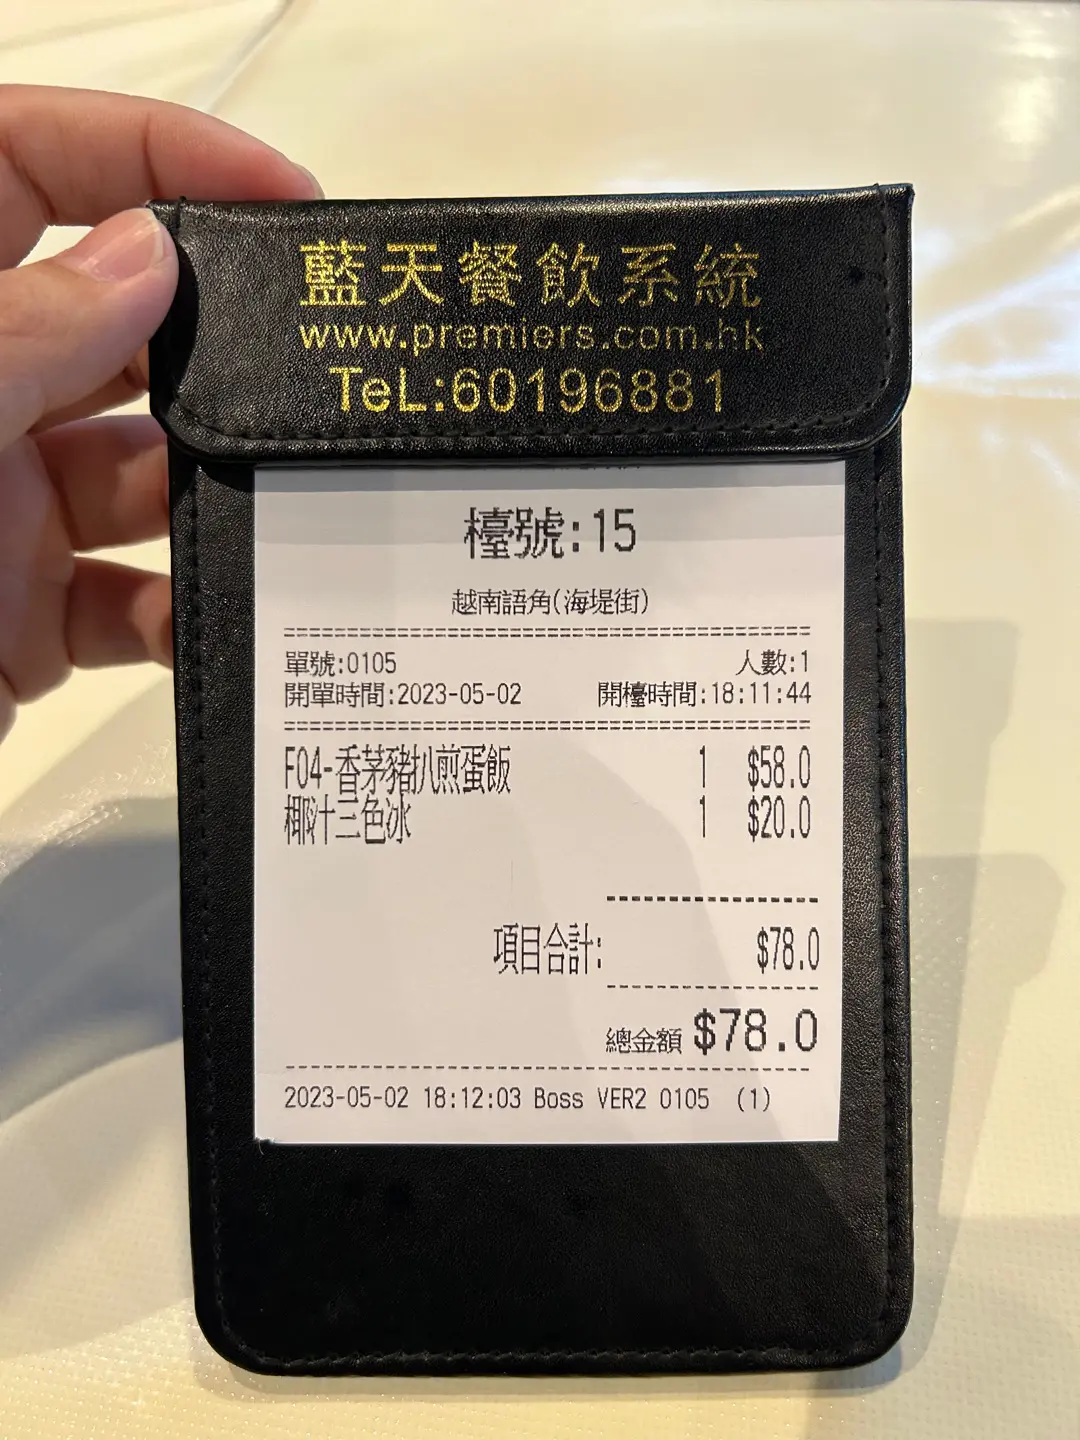 藍天餐飲系統
www.premiers.com.hk
TeL:60196881
檯號:15
越南語角(海堤街)
單號:0105 人數:1
開單時間:2023-05-02 開檯時間:18:11:44
F04-香茅豬扒煎蛋飯 1 $58.0
椰汁三色冰 1 $20.0
項目合計: $78.0
總金額 $78.0
2023-05-02 18:12:03 Boss VER2 0105 (1)